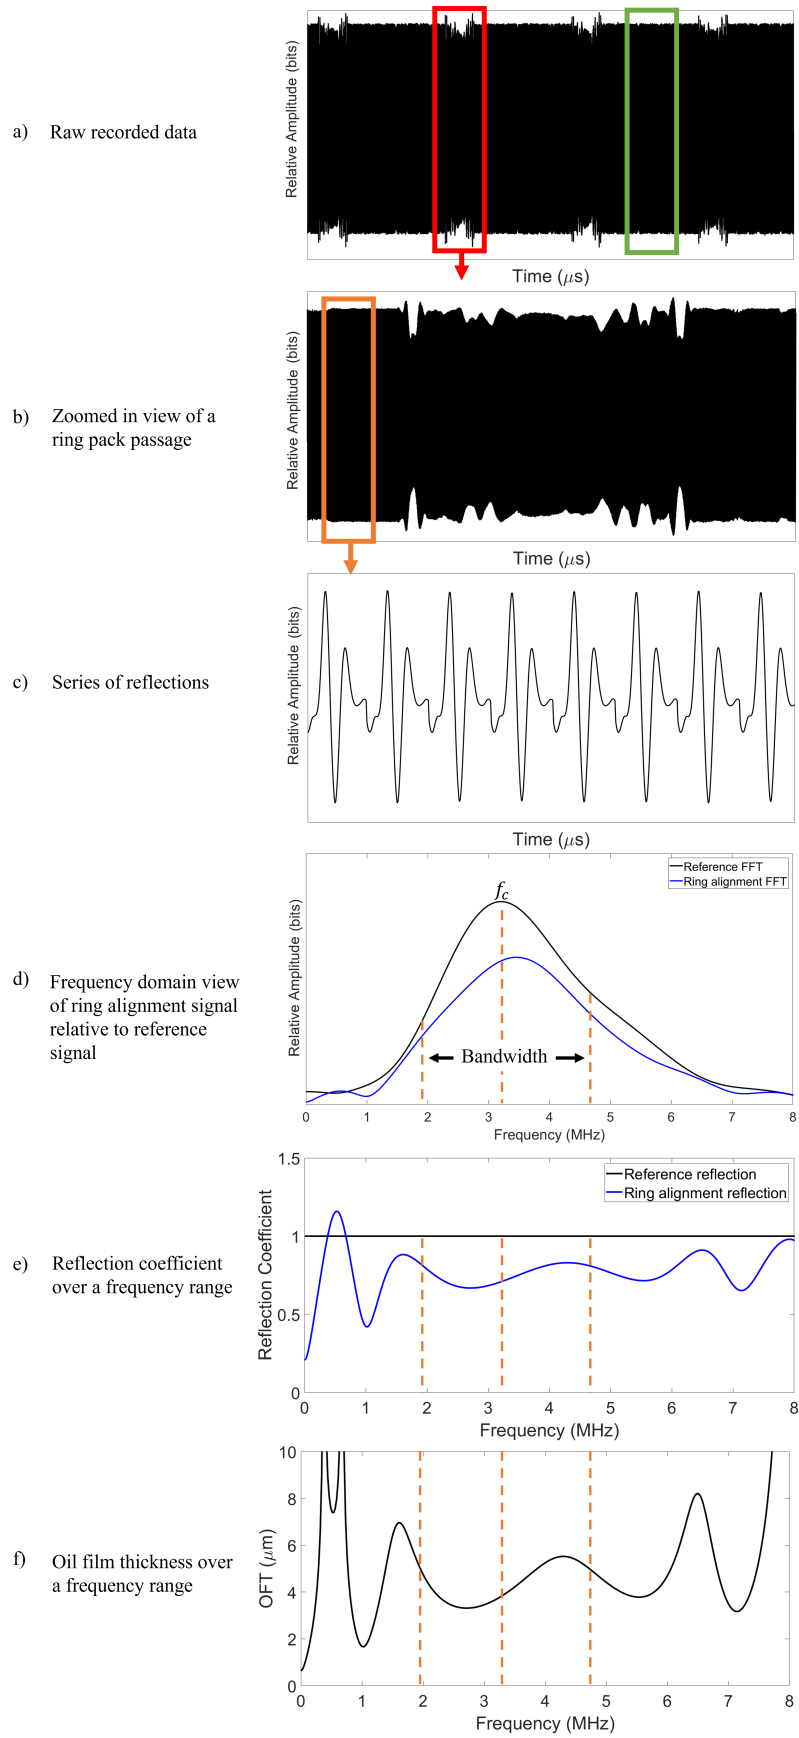 a) Raw recorded data
Relative Amplitude (bits)
Time (μs)
b) Zoomed in view of a
ring pack passage
Relative Amplitude (bits)
Time (μs)
c) Series of reflections
Relative Amplitude (bits)
Time (μs)
d) Frequency domain view
of ring alignment signal
relative to reference
signal
Relative Amplitude (bits)
Reference FFT
Ring alignment FFT
fc
Bandwidth
0 1 2 3 4 5 6 7 8
Frequency (MHz)
e) Reflection coefficient
over a frequency range
Reflection Coefficient
1.5
1
0.5
0
Reference reflection
Ring alignment reflection
0 1 2 3 4 5 6 7 8
Frequency (MHz)
f) Oil film thickness over
a frequency range
OFT (μm)
10
8
6
4
2
0
0 1 2 3 4 5 6 7 8
Frequency (MHz)